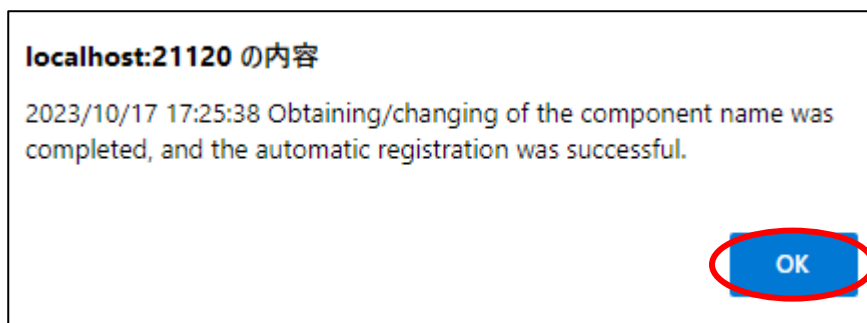 localhost:21120 の内容
2023/10/17 17:25:38 Obtaining/changing of the component name was
completed, and the automatic registration was successful.
OK